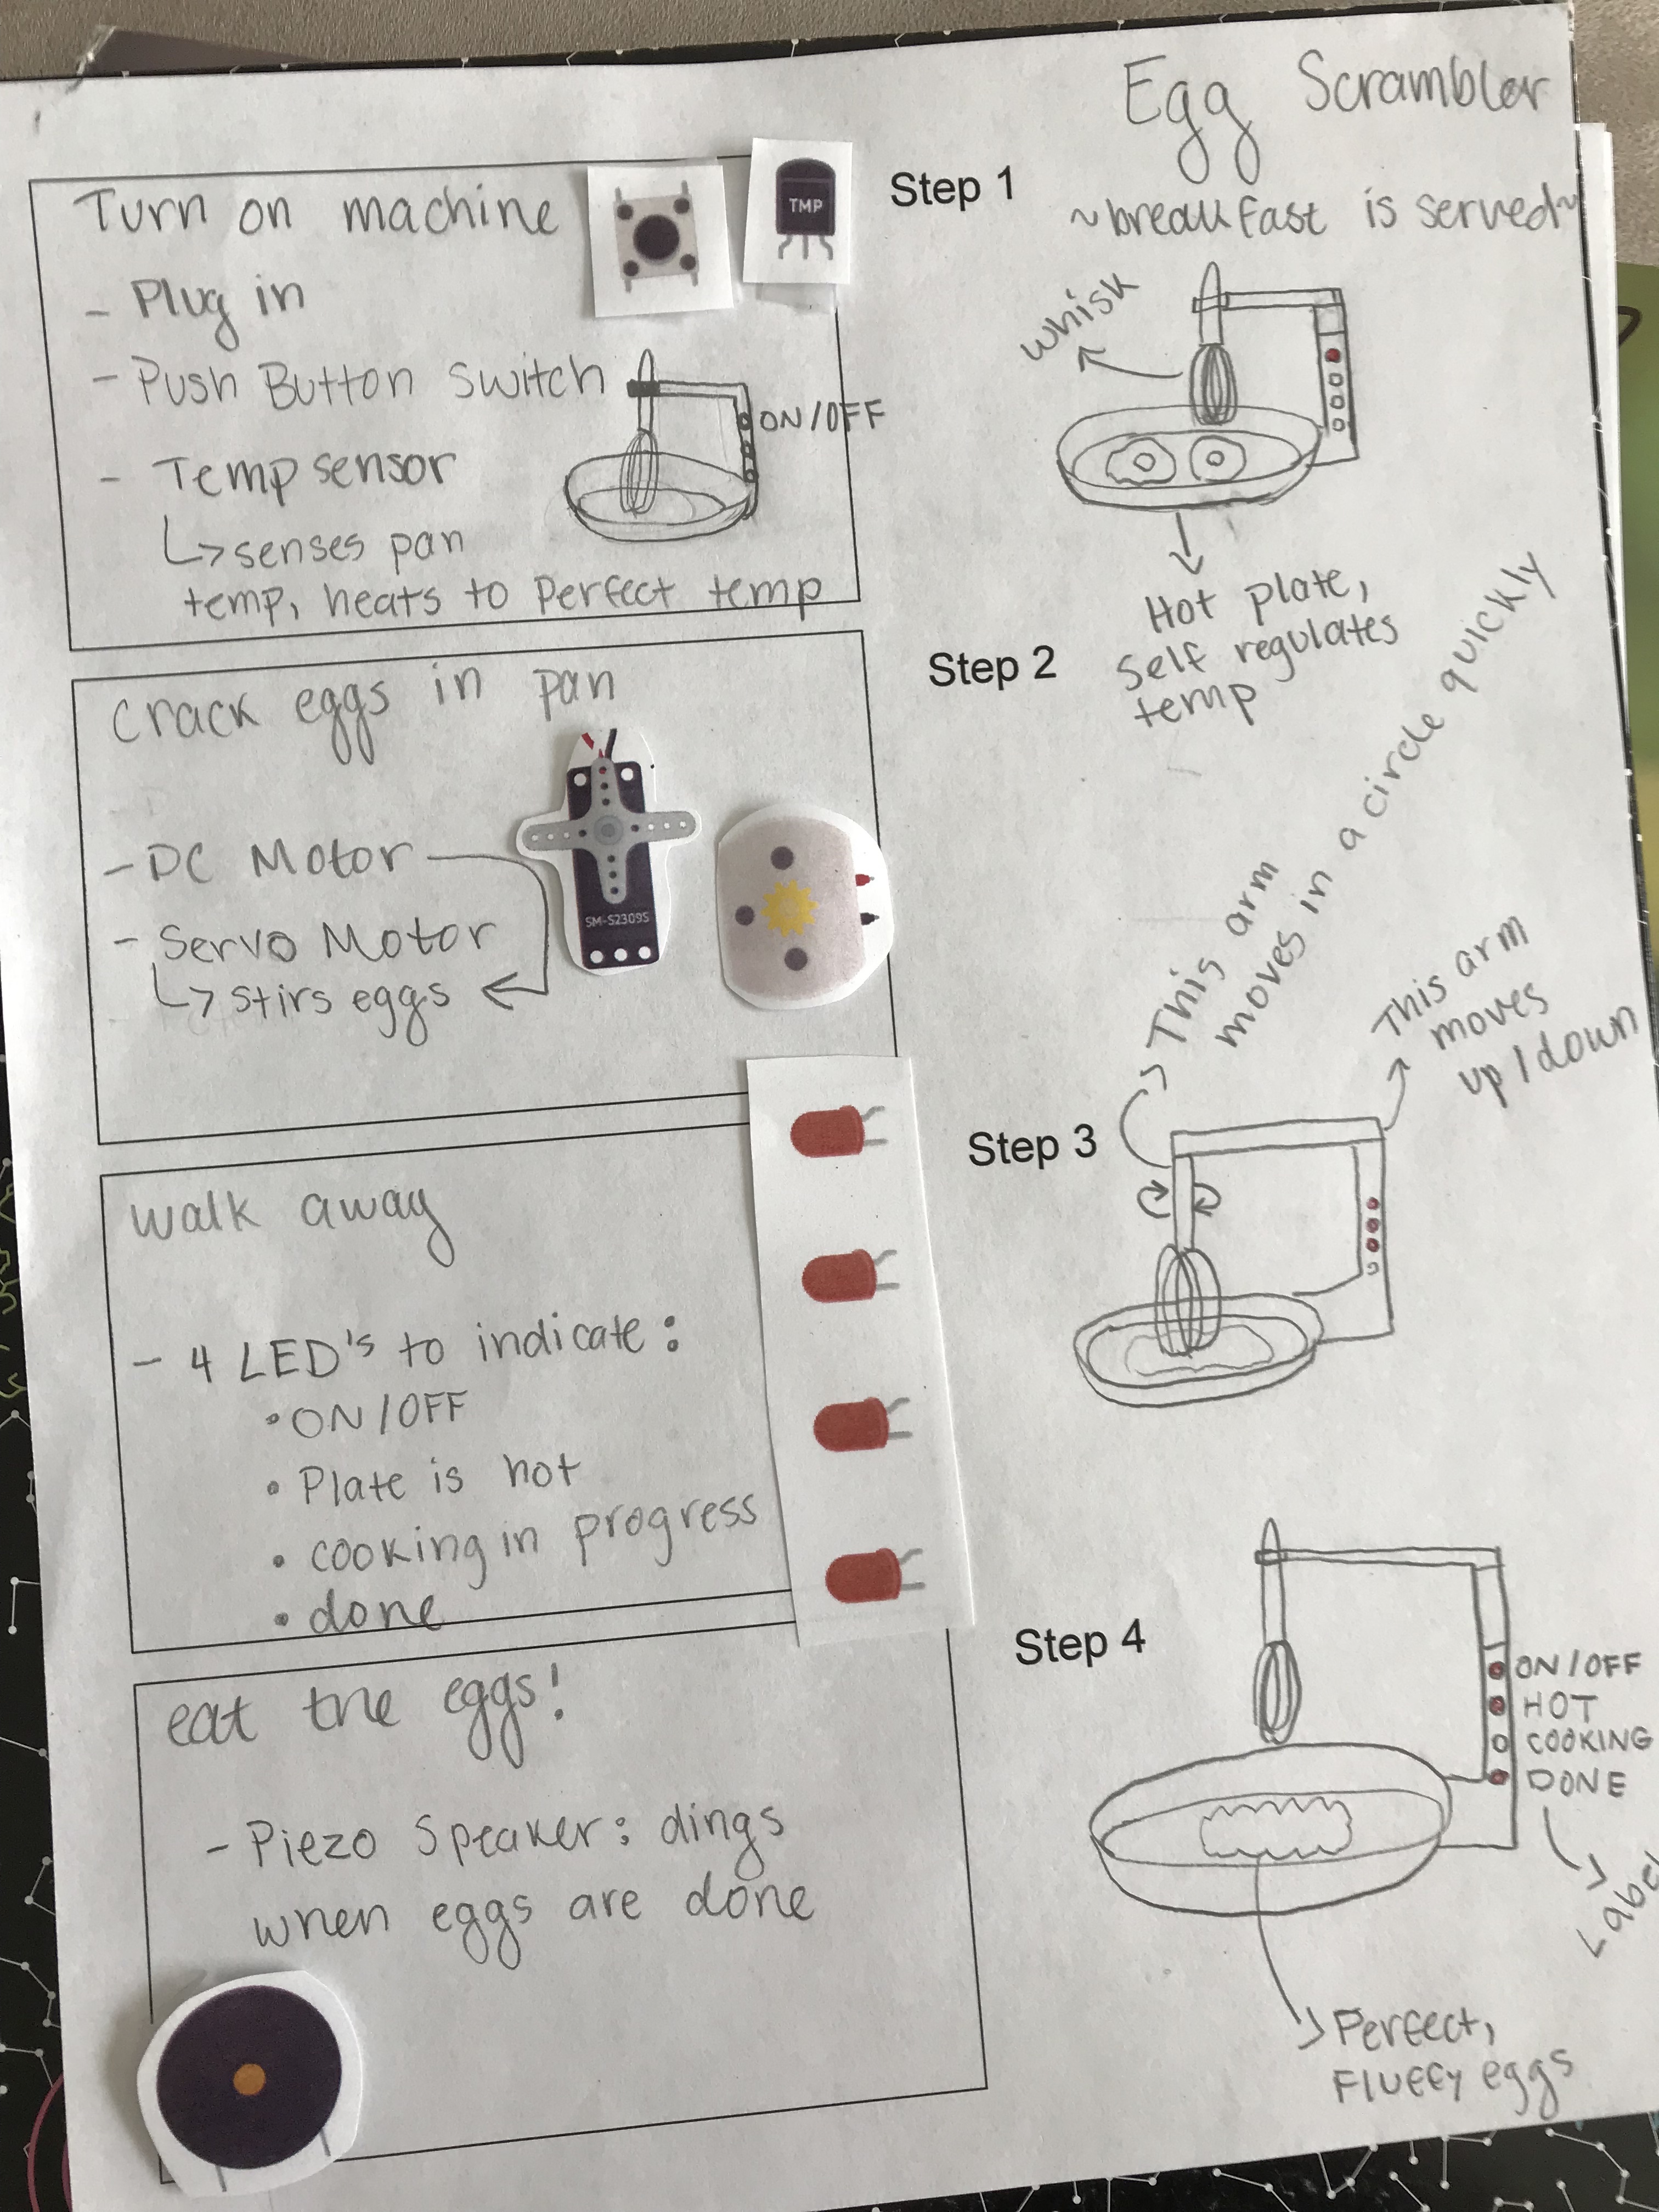 Egg Scrambler
~breakfast is served~
Step 1
Turn on machine
TMP
- Plug in
- Push Button Switch
ON/OFF
- Temp sensor
↳senses pan
temp, heats to Perfect temp
whisk
Hot plate,
Self regulates
temp
Step 2
Crack eggs in pan
- DC Motor
- Servo Motor
↳ stirs eggs
SM-S2309S
This arm
moves in a circle quickly
This arm
moves
up/down
Step 3
walk away
- 4 LED's to indicate:
• ON/OFF
• Plate is hot
• cooking in progress
• done
Step 4
eat the eggs!
- Piezo Speaker: dings
when eggs are done
ON/OFF
HOT
COOKING
DONE
Label
Perfect,
Fluffy eggs